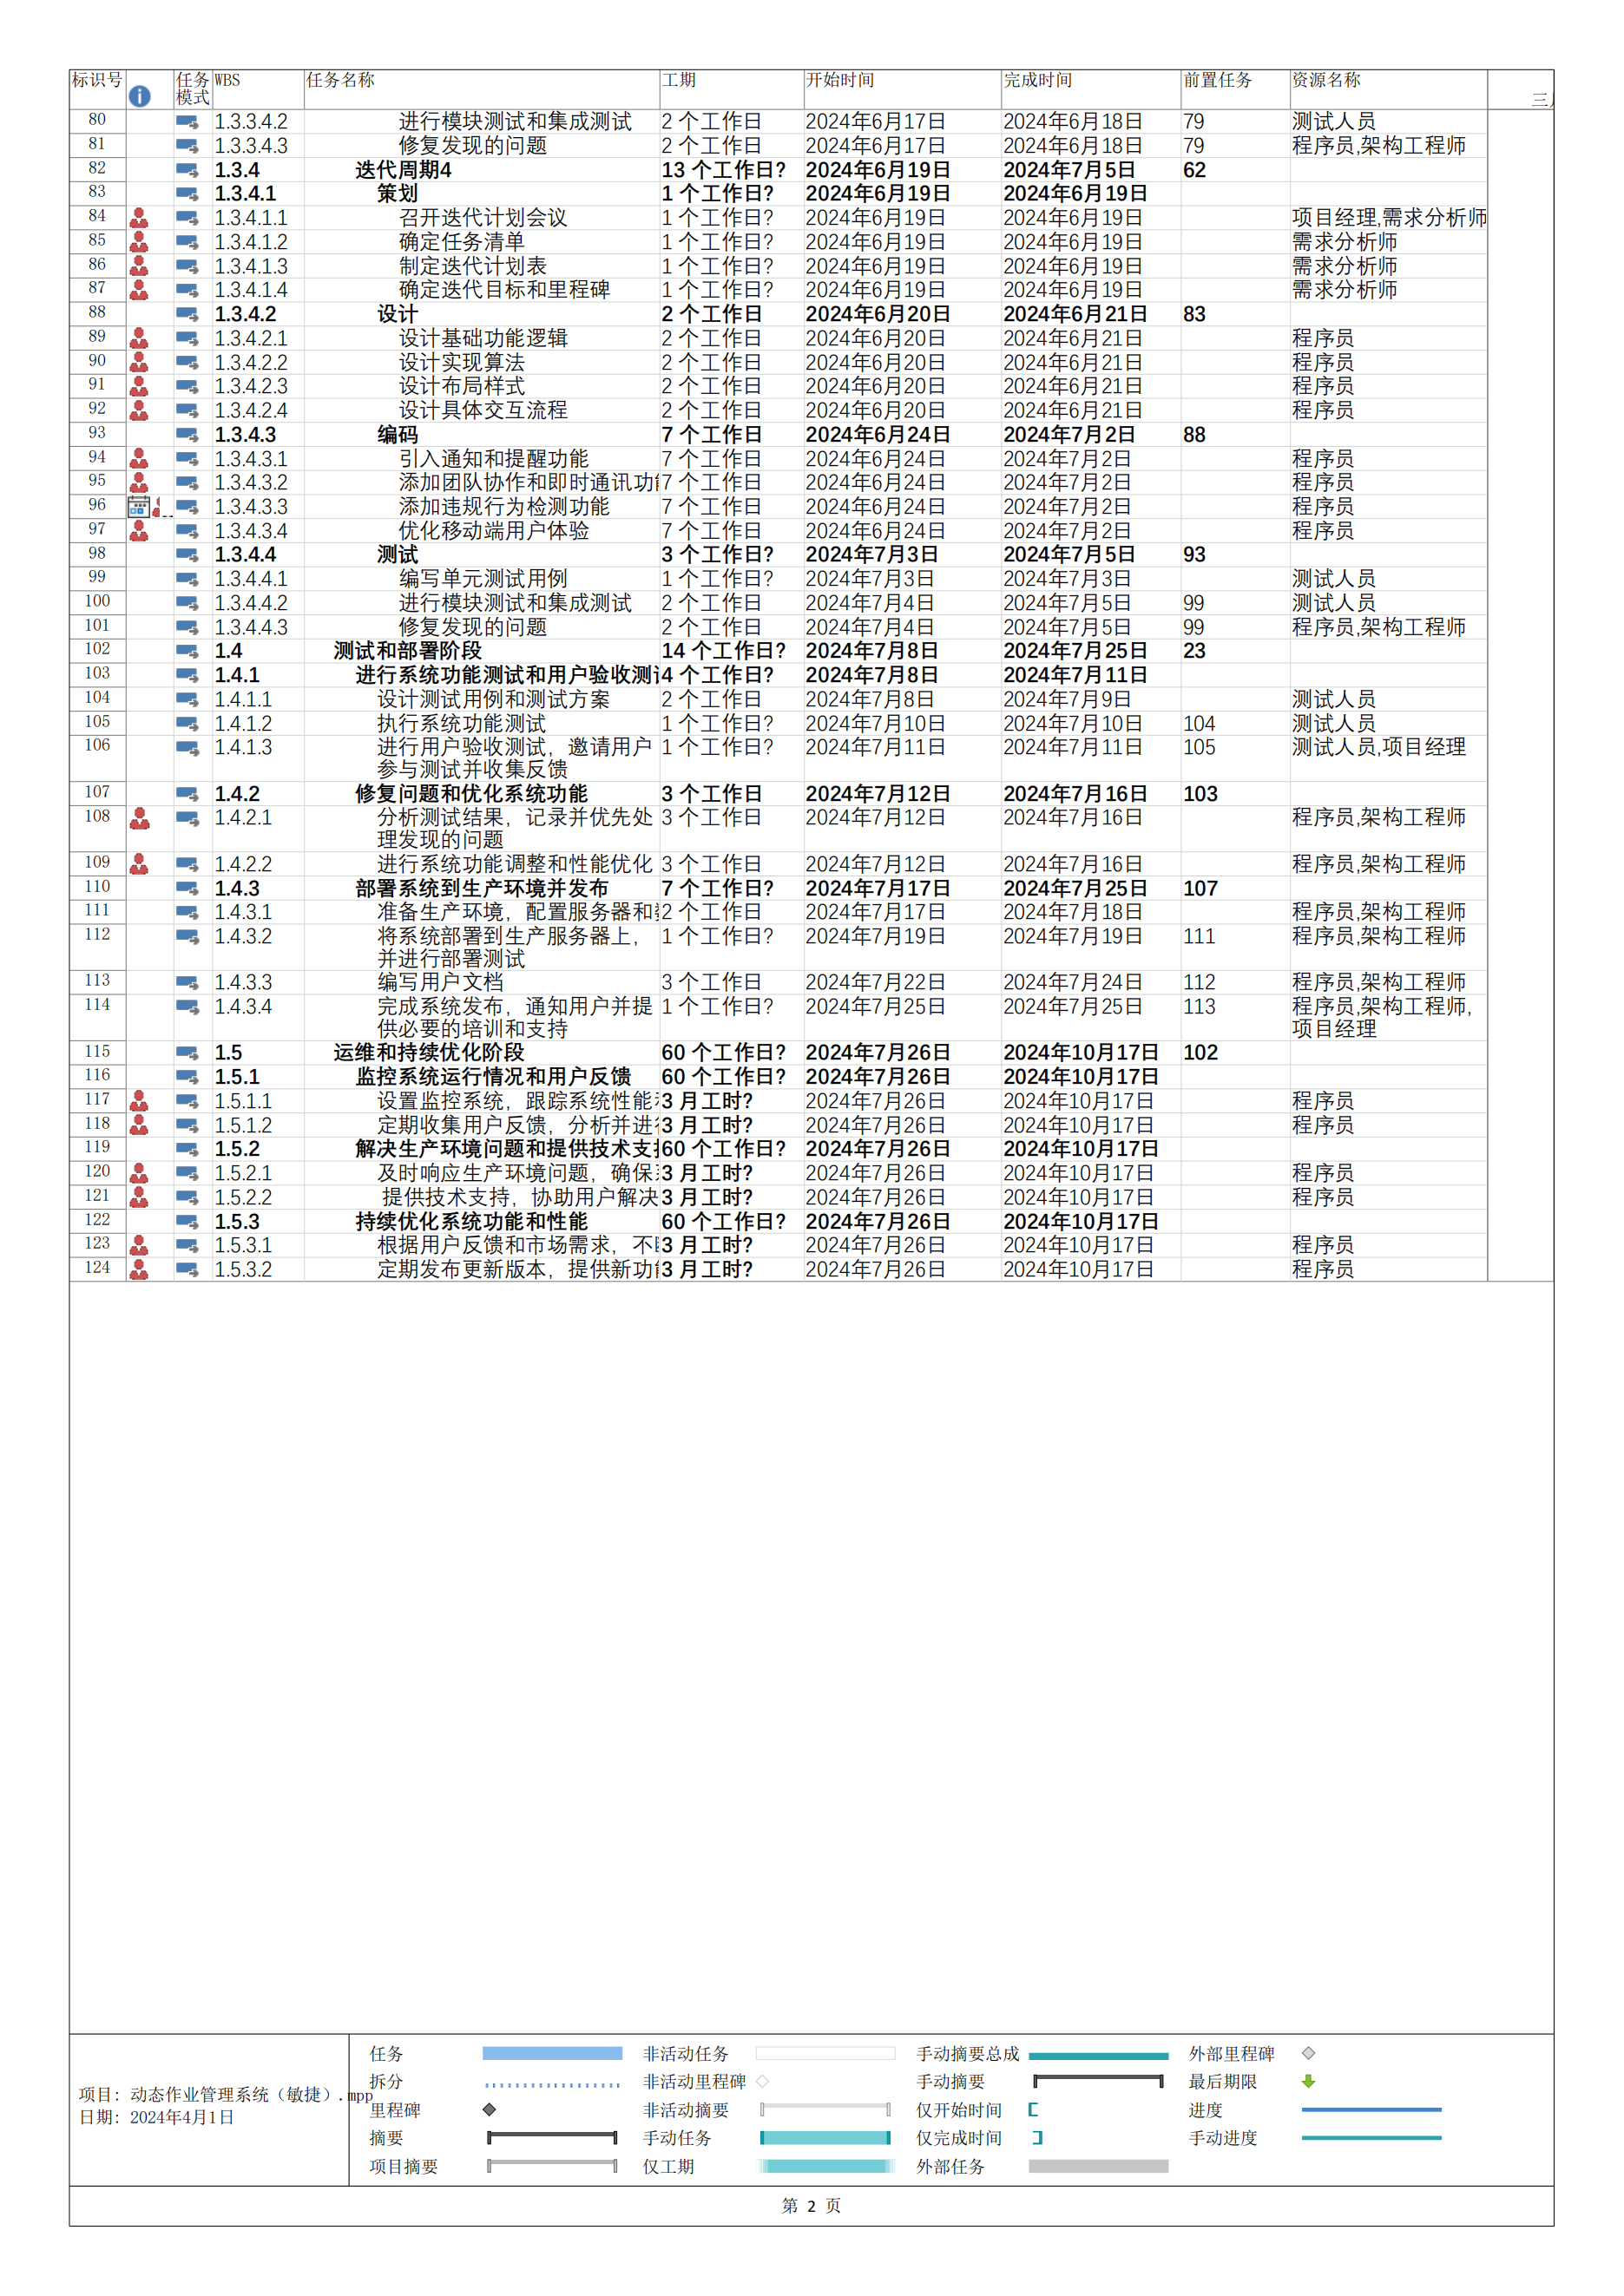 标识号 任务模式 WBS 任务名称 工期 开始时间 完成时间 前置任务 资源名称 三月
80 1.3.3.4.2 进行模块测试和集成测试 2 个工作日 2024年6月17日 2024年6月18日 79 测试人员
81 1.3.3.4.3 修复发现的问题 2 个工作日 2024年6月17日 2024年6月18日 79 程序员,架构工程师
82 1.3.4 迭代周期4 13 个工作日? 2024年6月19日 2024年7月5日 62
83 1.3.4.1 策划 1 个工作日? 2024年6月19日 2024年6月19日
84 1.3.4.1.1 召开迭代计划会议 1 个工作日? 2024年6月19日 2024年6月19日 项目经理,需求分析师
85 1.3.4.1.2 确定任务清单 1 个工作日? 2024年6月19日 2024年6月19日 需求分析师
86 1.3.4.1.3 制定迭代计划表 1 个工作日? 2024年6月19日 2024年6月19日 需求分析师
87 1.3.4.1.4 确定迭代目标和里程碑 1 个工作日? 2024年6月19日 2024年6月19日 需求分析师
88 1.3.4.2 设计 2 个工作日 2024年6月20日 2024年6月21日 83
89 1.3.4.2.1 设计基础功能逻辑 2 个工作日 2024年6月20日 2024年6月21日 程序员
90 1.3.4.2.2 设计实现算法 2 个工作日 2024年6月20日 2024年6月21日 程序员
91 1.3.4.2.3 设计布局样式 2 个工作日 2024年6月20日 2024年6月21日 程序员
92 1.3.4.2.4 设计具体交互流程 2 个工作日 2024年6月20日 2024年6月21日 程序员
93 1.3.4.3 编码 7 个工作日 2024年6月24日 2024年7月2日 88
94 1.3.4.3.1 引入通知和提醒功能 7 个工作日 2024年6月24日 2024年7月2日 程序员
95 1.3.4.3.2 添加团队协作和即时通讯功 7 个工作日 2024年6月24日 2024年7月2日 程序员
96 1.3.4.3.3 添加违规行为检测功能 7 个工作日 2024年6月24日 2024年7月2日 程序员
97 1.3.4.3.4 优化移动端用户体验 7 个工作日 2024年6月24日 2024年7月2日 程序员
98 1.3.4.4 测试 3 个工作日? 2024年7月3日 2024年7月5日 93
99 1.3.4.4.1 编写单元测试用例 1 个工作日? 2024年7月3日 2024年7月3日 测试人员
100 1.3.4.4.2 进行模块测试和集成测试 2 个工作日 2024年7月4日 2024年7月5日 99 测试人员
101 1.3.4.4.3 修复发现的问题 2 个工作日 2024年7月4日 2024年7月5日 99 程序员,架构工程师
102 1.4 测试和部署阶段 14 个工作日? 2024年7月8日 2024年7月25日 23
103 1.4.1 进行系统功能测试和用户验收测 4 个工作日? 2024年7月8日 2024年7月11日
104 1.4.1.1 设计测试用例和测试方案 2 个工作日 2024年7月8日 2024年7月9日 测试人员
105 1.4.1.2 执行系统功能测试 1 个工作日? 2024年7月10日 2024年7月10日 104 测试人员
106 1.4.1.3 进行用户验收测试，邀请用户 1 个工作日? 2024年7月11日 2024年7月11日 105 测试人员,项目经理
参与测试并收集反馈
107 1.4.2 修复问题和优化系统功能 3 个工作日 2024年7月12日 2024年7月16日 103
108 1.4.2.1 分析测试结果，记录并优先处 3 个工作日 2024年7月12日 2024年7月16日 程序员,架构工程师
理发现的问题
109 1.4.2.2 进行系统功能调整和性能优化 3 个工作日 2024年7月12日 2024年7月16日 程序员,架构工程师
110 1.4.3 部署系统到生产环境并发布 7 个工作日? 2024年7月17日 2024年7月25日 107
111 1.4.3.1 准备生产环境，配置服务器和 2 个工作日 2024年7月17日 2024年7月18日 程序员,架构工程师
112 1.4.3.2 将系统部署到生产服务器上， 1 个工作日? 2024年7月19日 2024年7月19日 111 程序员,架构工程师
并进行部署测试
113 1.4.3.3 编写用户文档 3 个工作日 2024年7月22日 2024年7月24日 112 程序员,架构工程师
114 1.4.3.4 完成系统发布，通知用户并提 1 个工作日? 2024年7月25日 2024年7月25日 113 程序员,架构工程师,
供必要的培训和支持 项目经理
115 1.5 运维和持续优化阶段 60 个工作日? 2024年7月26日 2024年10月17日 102
116 1.5.1 监控系统运行情况和用户反馈 60 个工作日? 2024年7月26日 2024年10月17日
117 1.5.1.1 设置监控系统，跟踪系统性能 3 月工时? 2024年7月26日 2024年10月17日 程序员
118 1.5.1.2 定期收集用户反馈，分析并进 3 月工时? 2024年7月26日 2024年10月17日 程序员
119 1.5.2 解决生产环境问题和提供技术支 60 个工作日? 2024年7月26日 2024年10月17日
120 1.5.2.1 及时响应生产环境问题，确保 3 月工时? 2024年7月26日 2024年10月17日 程序员
121 1.5.2.2 提供技术支持，协助用户解决 3 月工时? 2024年7月26日 2024年10月17日 程序员
122 1.5.3 持续优化系统功能和性能 60 个工作日? 2024年7月26日 2024年10月17日
123 1.5.3.1 根据用户反馈和市场需求，不 3 月工时? 2024年7月26日 2024年10月17日 程序员
124 1.5.3.2 定期发布更新版本，提供新功 3 月工时? 2024年7月26日 2024年10月17日 程序员
项目: 动态作业管理系统（敏捷）.mpp
日期: 2024年4月1日
任务 非活动任务 手动摘要总成 外部里程碑
拆分 非活动里程碑 手动摘要 最后期限
里程碑 非活动摘要 仅开始时间 进度
摘要 手动任务 仅完成时间 手动进度
项目摘要 仅工期 外部任务
第 2 页